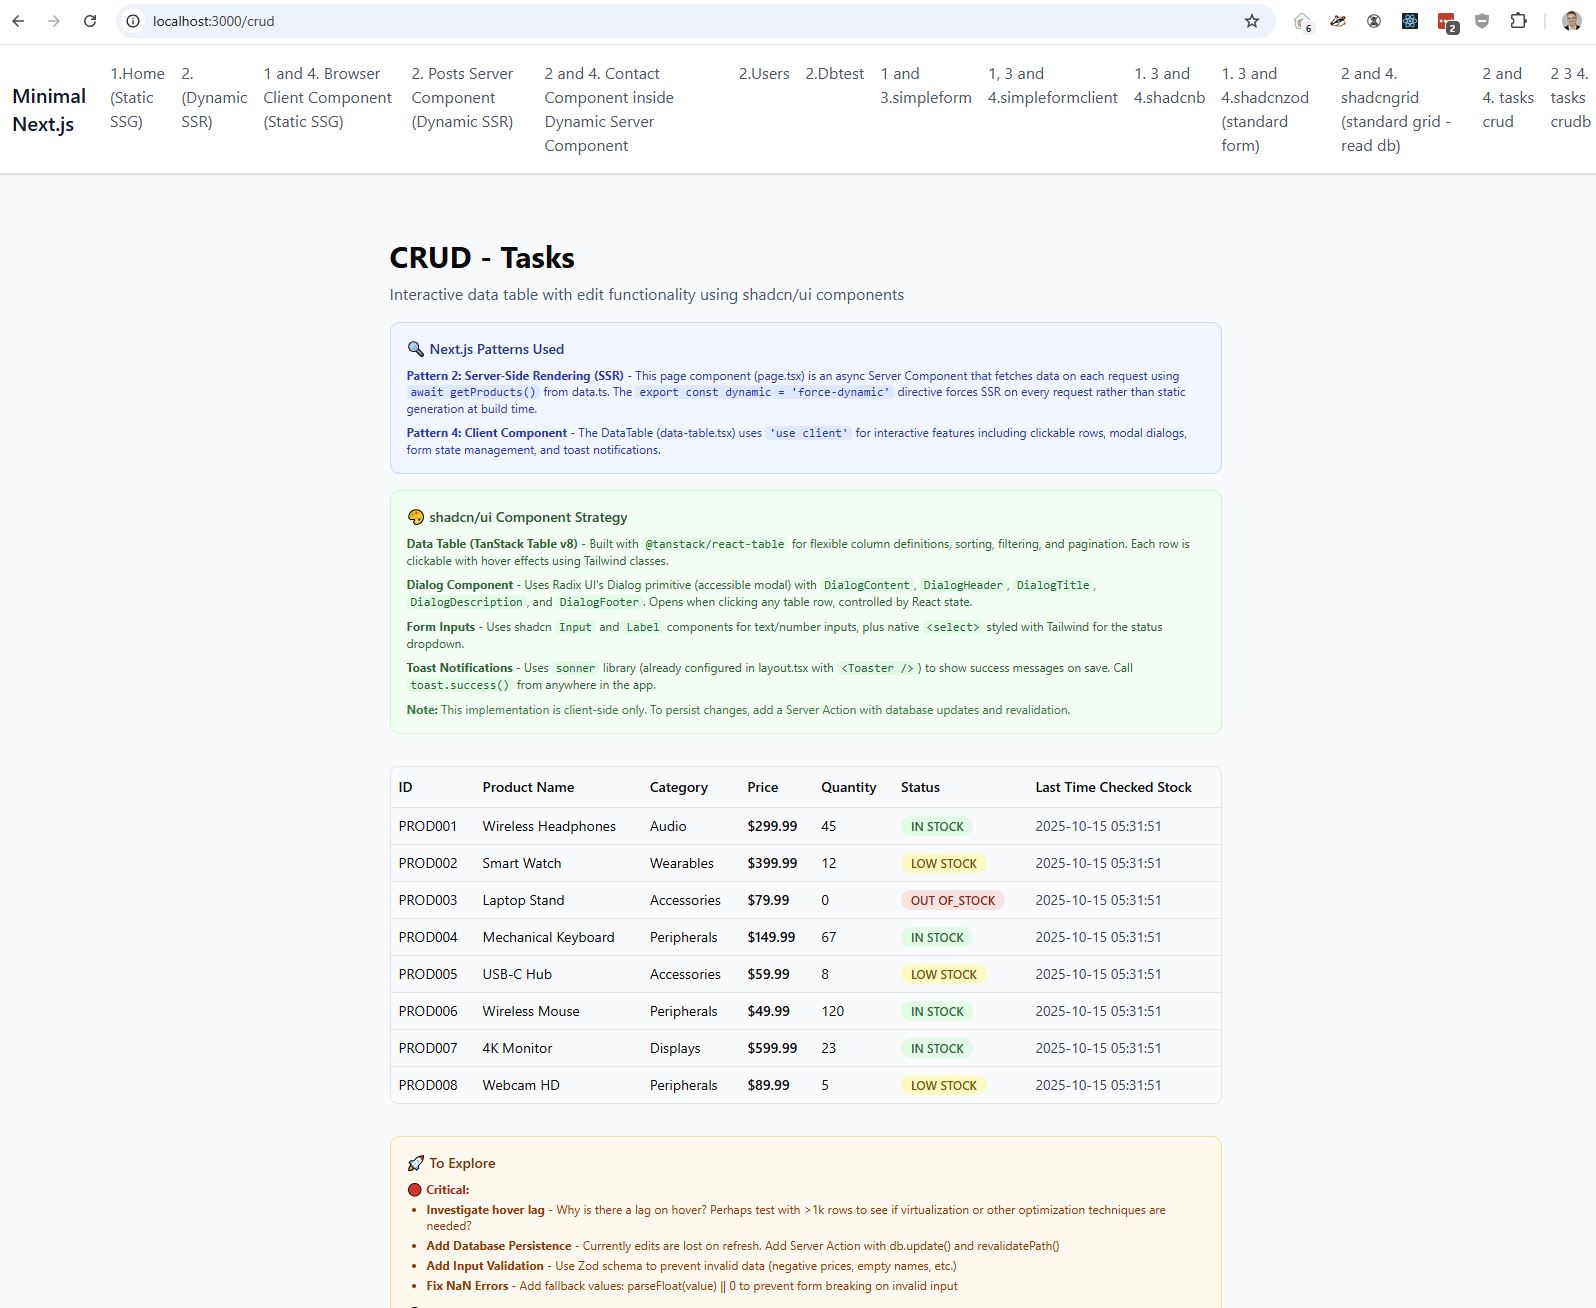 localhost:3000/crud
6
2
Minimal
Next.js
1.Home
(Static
SSG)
2.
(Dynamic
SSR)
1 and 4. Browser
Client Component
(Static SSG)
2. Posts Server
Component
(Dynamic SSR)
2 and 4. Contact
Component inside
Dynamic Server
Component
2.Users
2.Dbtest
1 and
3.simpleform
1, 3 and
4.simpleformclient
1. 3 and
4.shadcnb
1. 3 and
4.shadcnzod
(standard
form)
2 and 4.
shadcngrid
(standard grid -
read db)
2 and
4. tasks
crud
2 3 4.
tasks
crudb
CRUD - Tasks
Interactive data table with edit functionality using shadcn/ui components
🔍 Next.js Patterns Used
Pattern 2: Server-Side Rendering (SSR) - This page component (page.tsx) is an async Server Component that fetches data on each request using
await getProducts() from data.ts. The export const dynamic = 'force-dynamic' directive forces SSR on every request rather than static
generation at build time.
Pattern 4: Client Component - The DataTable (data-table.tsx) uses 'use client' for interactive features including clickable rows, modal dialogs,
form state management, and toast notifications.
🎨 shadcn/ui Component Strategy
Data Table (TanStack Table v8) - Built with @tanstack/react-table for flexible column definitions, sorting, filtering, and pagination. Each row is
clickable with hover effects using Tailwind classes.
Dialog Component - Uses Radix UI's Dialog primitive (accessible modal) with DialogContent, DialogHeader, DialogTitle,
DialogDescription, and DialogFooter. Opens when clicking any table row, controlled by React state.
Form Inputs - Uses shadcn Input and Label components for text/number inputs, plus native <select> styled with Tailwind for the status
dropdown.
Toast Notifications - Uses sonner library (already configured in layout.tsx with <Toaster />) to show success messages on save. Call
toast.success() from anywhere in the app.
Note: This implementation is client-side only. To persist changes, add a Server Action with database updates and revalidation.
ID Product Name Category Price Quantity Status Last Time Checked Stock
PROD001 Wireless Headphones Audio $299.99 45 IN STOCK 2025-10-15 05:31:51
PROD002 Smart Watch Wearables $399.99 12 LOW STOCK 2025-10-15 05:31:51
PROD003 Laptop Stand Accessories $79.99 0 OUT OF_STOCK 2025-10-15 05:31:51
PROD004 Mechanical Keyboard Peripherals $149.99 67 IN STOCK 2025-10-15 05:31:51
PROD005 USB-C Hub Accessories $59.99 8 LOW STOCK 2025-10-15 05:31:51
PROD006 Wireless Mouse Peripherals $49.99 120 IN STOCK 2025-10-15 05:31:51
PROD007 4K Monitor Displays $599.99 23 IN STOCK 2025-10-15 05:31:51
PROD008 Webcam HD Peripherals $89.99 5 LOW STOCK 2025-10-15 05:31:51
🚀 To Explore
🔴 Critical:
• Investigate hover lag - Why is there a lag on hover? Perhaps test with >1k rows to see if virtualization or other optimization techniques are
needed?
• Add Database Persistence - Currently edits are lost on refresh. Add Server Action with db.update() and revalidatePath()
• Add Input Validation - Use Zod schema to prevent invalid data (negative prices, empty names, etc.)
• Fix NaN Errors - Add fallback values: parseFloat(value) || 0 to prevent form breaking on invalid input